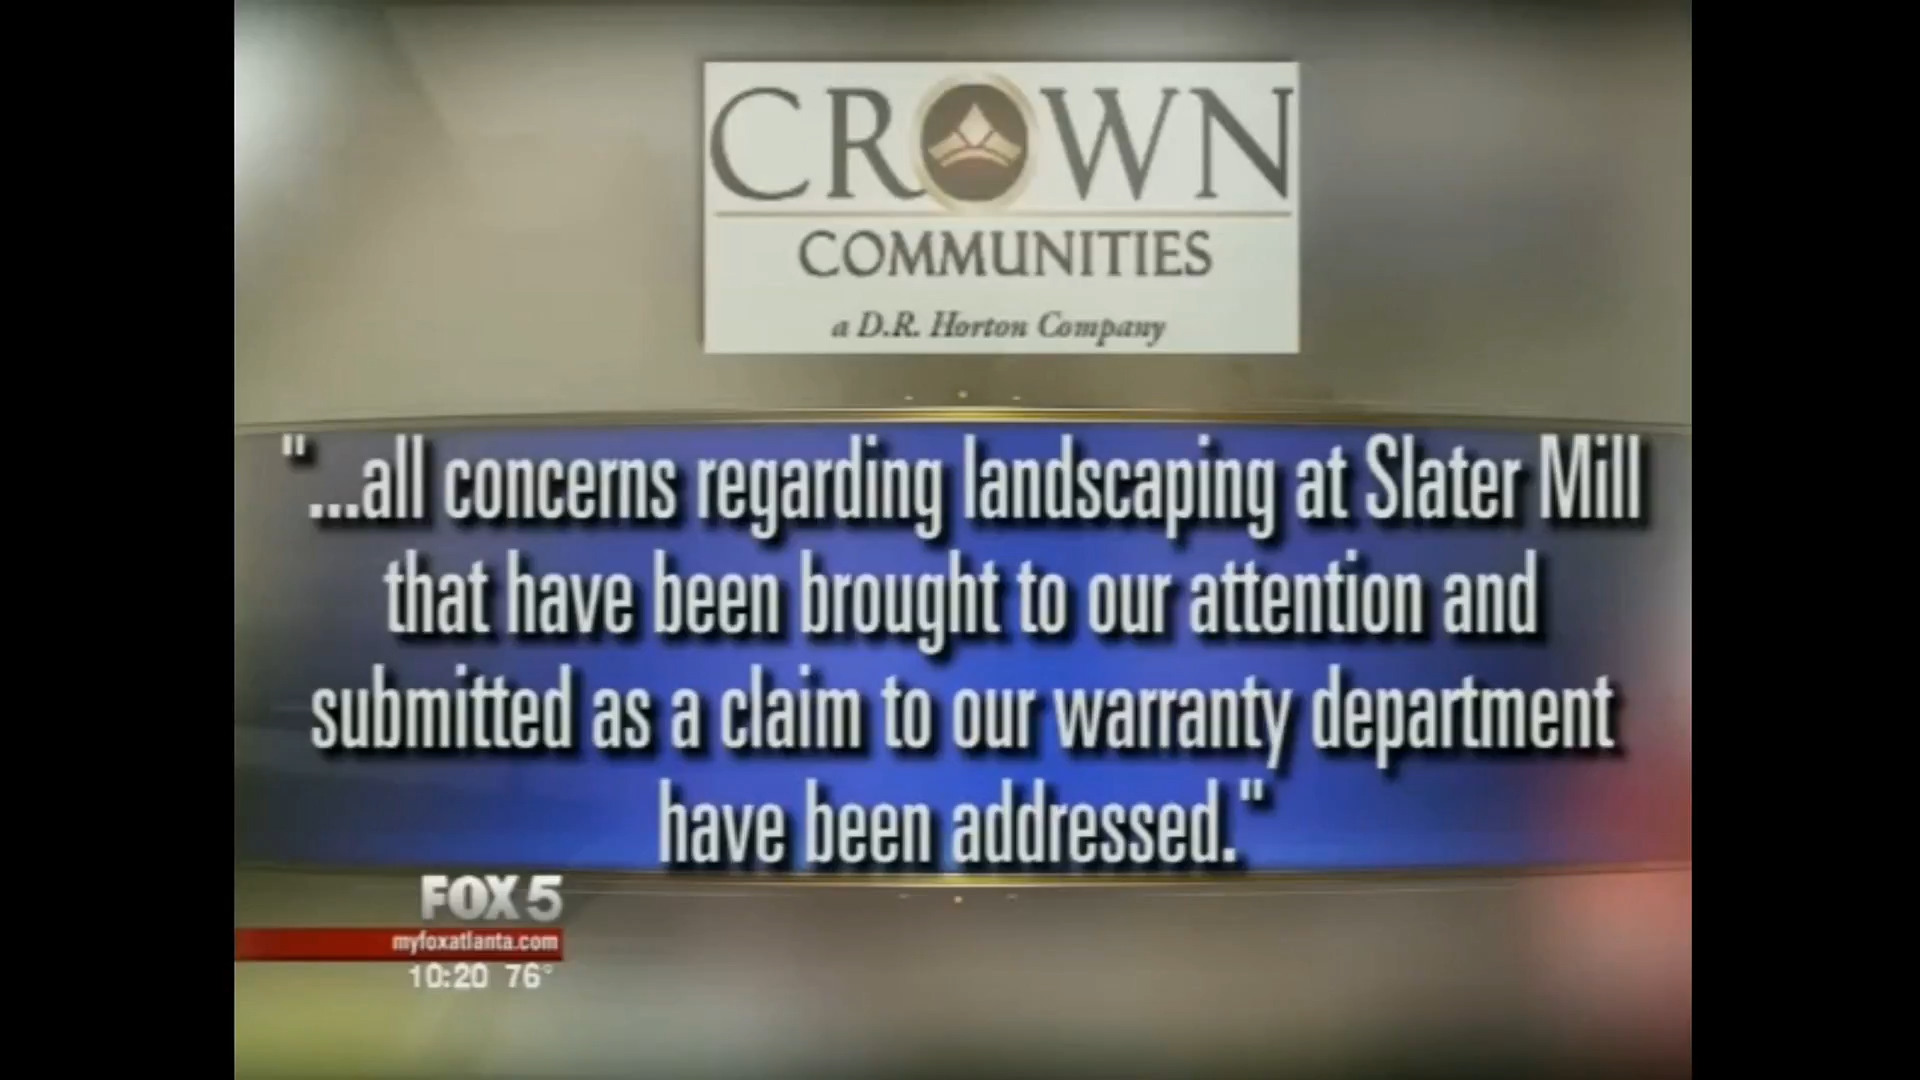 CROWN
COMMUNITIES
a D.R. Horton Company
"...all concerns regarding landscaping at Slater Mill
that have been brought to our attention and
submitted as a claim to our warranty department
have been addressed."
FOX 5
myfoxatlanta.com
10:20 76°